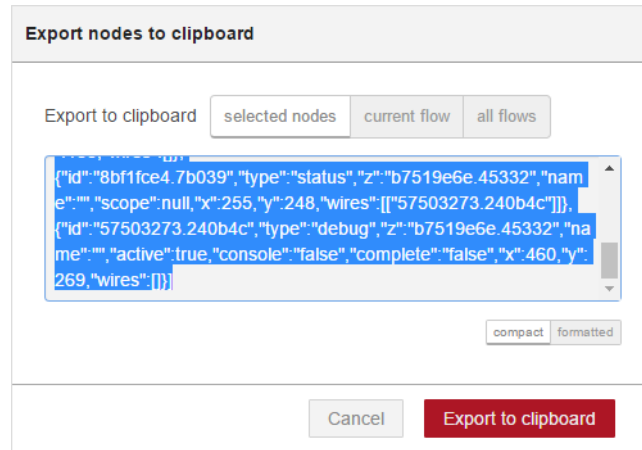 Export nodes to clipboard
Export to clipboard selected nodes current flow all flows
{"id":"8bf1fce4.7b039","type":"status","z":"b7519e6e.45332","nam
e":"","scope":null,"x":255,"y":248,"wires":[["57503273.240b4c"]]},
{"id":"57503273.240b4c","type":"debug","z":"b7519e6e.45332","na
me":"","active":true,"console":"false","complete":"false","x":460,"y":
269,"wires":[]}]
compact formatted
Cancel Export to clipboard